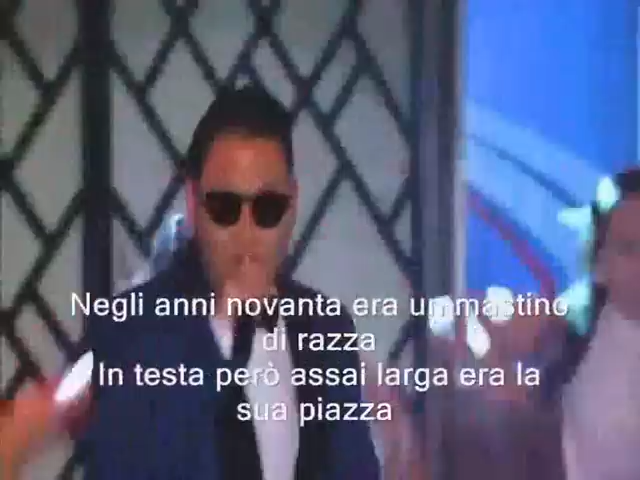 Negli anni novanta era un mastino
di razza
In testa però assai larga era la
sua piazza